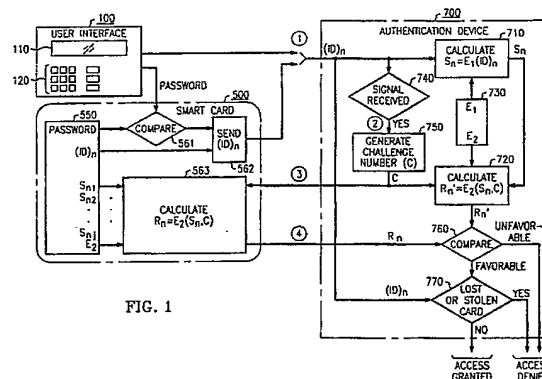 100
USER INTERFACE
110
120
PASSWORD
SMART CARD
500
550
PASSWORD
COMPARE
561
SEND
(ID)n
562
(ID)n
563
Sn1
Sn2
Snj
E2
CALCULATE
Rn=E2(Sn,C)
1
2
3
4
700
AUTHENTICATION DEVICE
(ID)n
710
CALCULATE
Sn=E1(ID)n
Sn
740
SIGNAL
RECEIVED
YES
730
E1
E2
750
GENERATE
CHALLENGE
NUMBER (C)
C
720
CALCULATE
Rn'=E2(Sn,C)
Rn'
760
COMPARE
Rn
UNFAVOR-
ABLE
FAVORABLE
770
LOST
OR STOLEN
CARD
(ID)n
YES
NO
ACCESS
GRANTED
FIG. 1